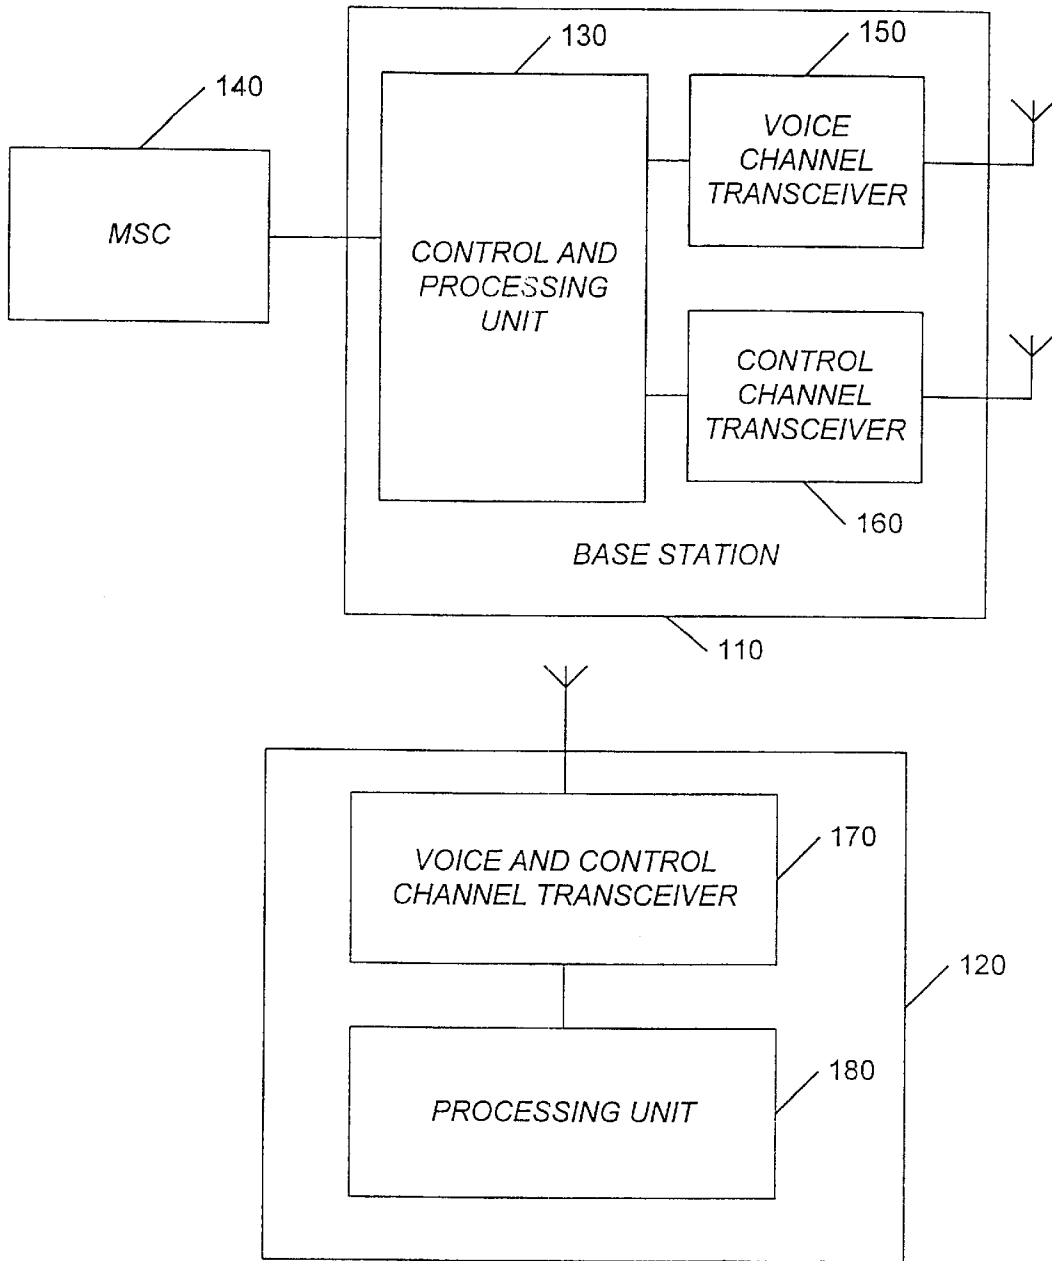 130
150
140
VOICE
CHANNEL
TRANSCEIVER
MSC
CONTROL AND
PROCESSING
UNIT
CONTROL
CHANNEL
TRANSCEIVER
160
BASE STATION
110
170
VOICE AND CONTROL
CHANNEL TRANSCEIVER
120
180
PROCESSING UNIT